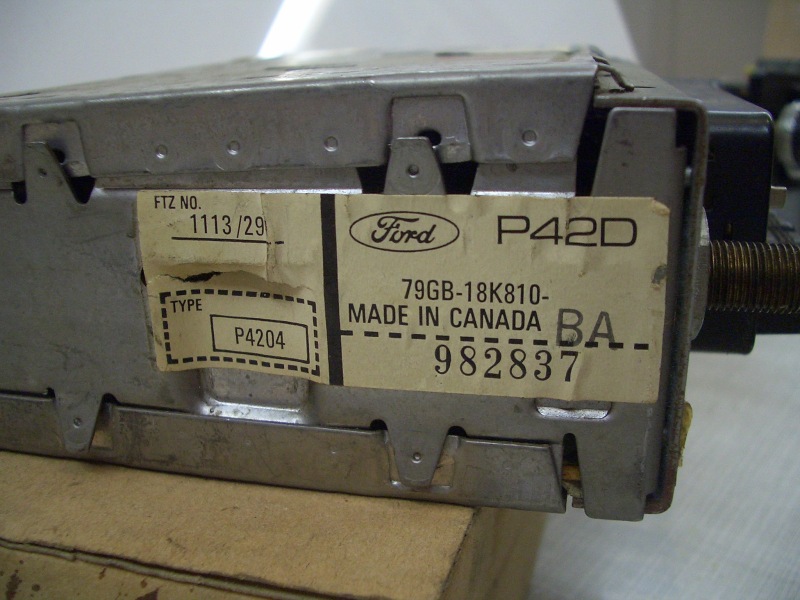 FTZ NO.
1113/29
TYPE
P4204
Ford P42D
79GB-18K810-
MADE IN CANADA BA
982837